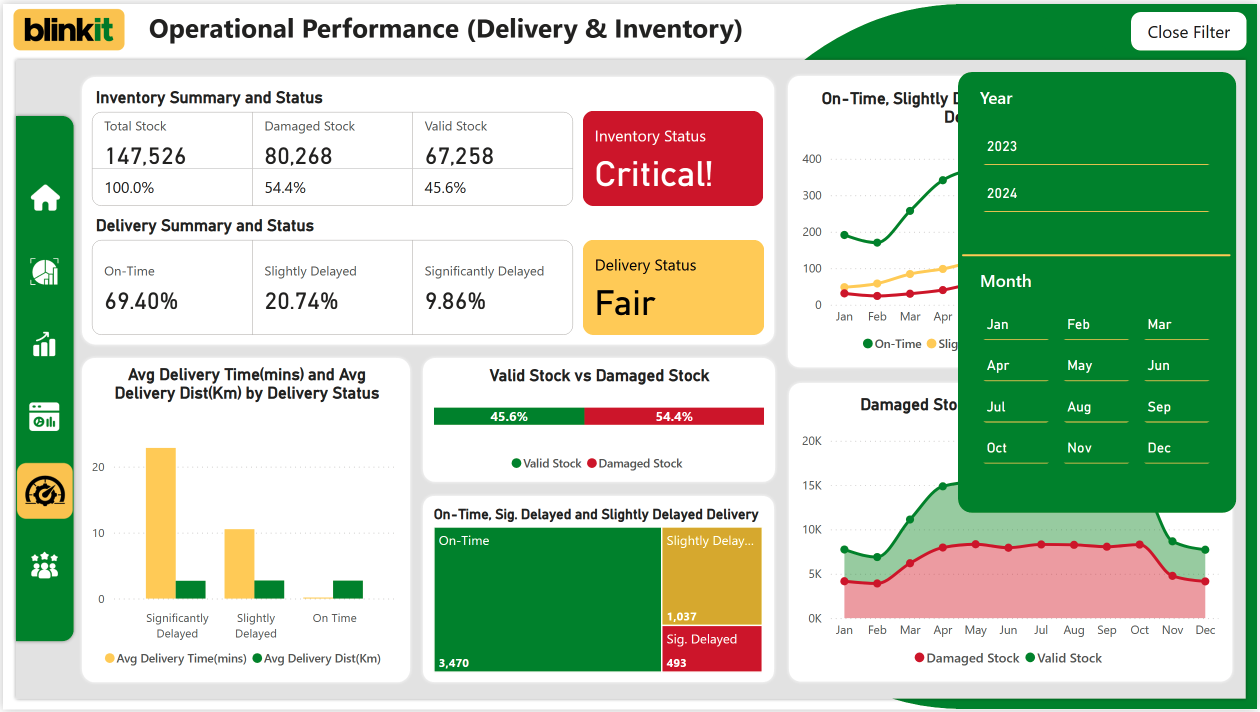 blinkit
Operational Performance (Delivery & Inventory)
Close Filter
Inventory Summary and Status
Total Stock
Damaged Stock
Valid Stock
147,526
80,268
67,258
100.0%
54.4%
45.6%
Inventory Status
Critical!
Delivery Summary and Status
On-Time
Slightly Delayed
Significantly Delayed
69.40%
20.74%
9.86%
Delivery Status
Fair
On-Time, Slightly
400
300
200
100
0
Jan Feb Mar Apr
On-Time
Year
2023
2024
Month
Jan Feb Mar
Apr May Jun
Jul Aug Sep
Oct Nov Dec
Avg Delivery Time(mins) and Avg
Delivery Dist(Km) by Delivery Status
20
10
0
Significantly
Delayed
Slightly
Delayed
On Time
Avg Delivery Time(mins) Avg Delivery Dist(Km)
Valid Stock vs Damaged Stock
45.6% 54.4%
Valid Stock Damaged Stock
On-Time, Sig. Delayed and Slightly Delayed Delivery
On-Time
3,470
Slightly Delay...
1,037
Sig. Delayed
493
Damaged
20K
15K
10K
5K
0K
Jan Feb Mar Apr May Jun Jul Aug Sep Oct Nov Dec
Damaged Stock Valid Stock